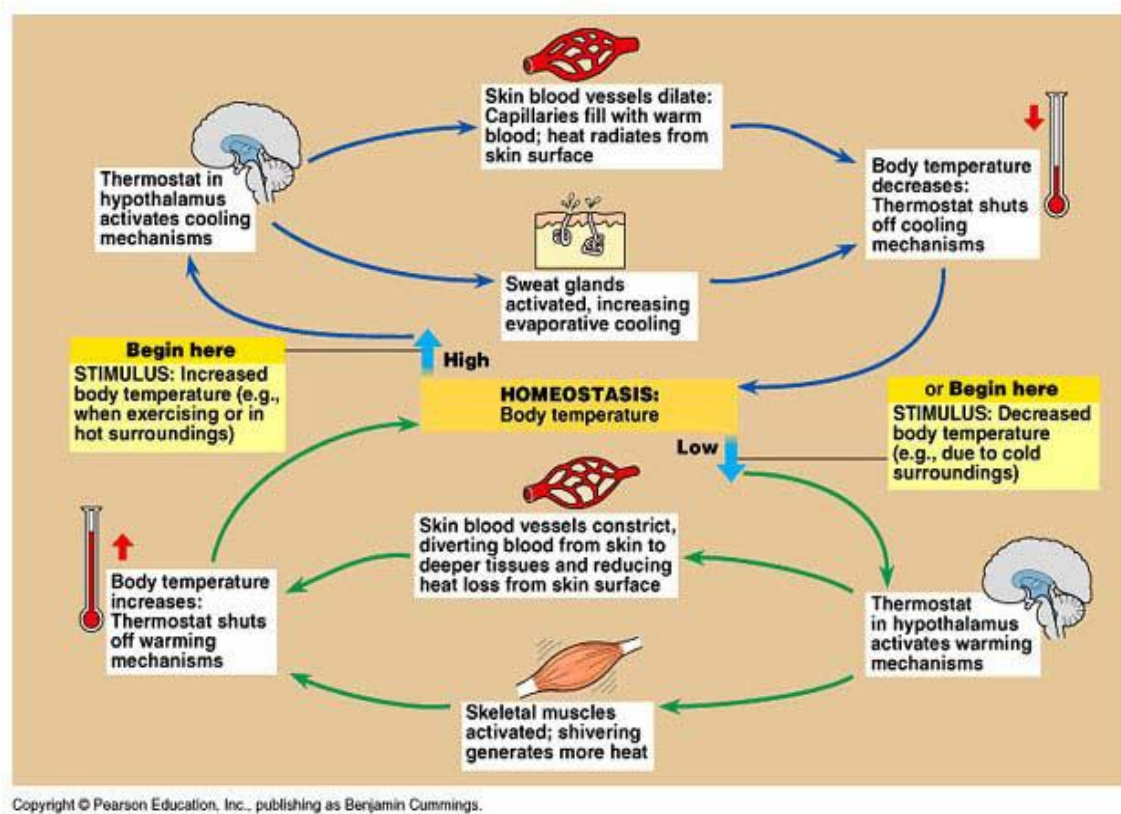 Skin blood vessels dilate:
Capillaries fill with warm
blood; heat radiates from
skin surface
Thermostat in
hypothalamus
activates cooling
mechanisms
Body temperature
decreases:
Thermostat shuts
off cooling
mechanisms
Sweat glands
activated, increasing
evaporative cooling
Begin here
STIMULUS: Increased
body temperature (e.g.,
when exercising or in
hot surroundings)
High
HOMEOSTASIS:
Body temperature
Low
or Begin here
STIMULUS: Decreased
body temperature
(e.g., due to cold
surroundings)
Skin blood vessels constrict,
diverting blood from skin to
deeper tissues and reducing
heat loss from skin surface
Body temperature
increases:
Thermostat shuts
off warming
mechanisms
Thermostat
in hypothalamus
activates warming
mechanisms
Skeletal muscles
activated; shivering
generates more heat
Copyright © Pearson Education, Inc., publishing as Benjamin Cummings.